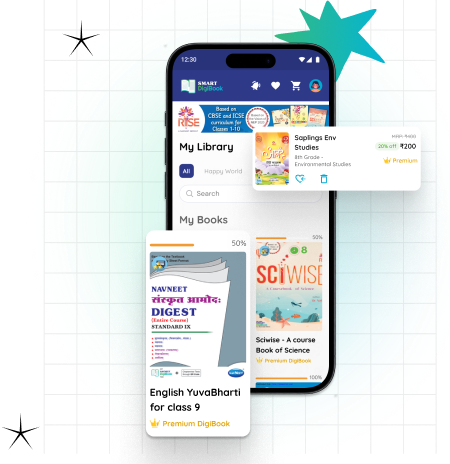 12:30
SMART
DigiBook
RISE
Based on
CBSE and ICSE
curriculum for
Classes 1-10
Saplings Env
Studies
8th Grade -
Environmental Studies
20% off
₹200
Premium
My Library
All
Happy World
Search
My Books
50%
NAVNEET
संस्कृत आमोदः
DIGEST
(Entire Course)
STANDARD IX
English YuvaBharti
for class 9
Premium DigiBook
50%
8
SCIWISE
A Coursebook of Science
Sciwise - A course
Book of Science
Premium DigiBook
100%